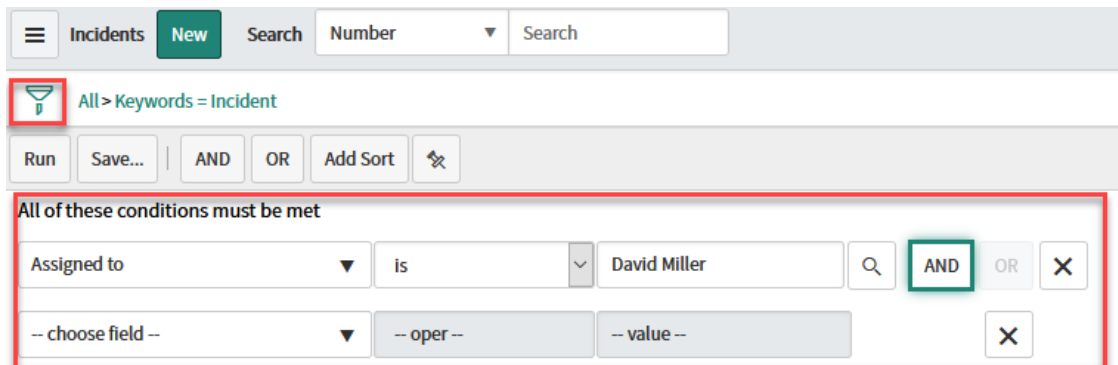 Incidents New Search Number Search
All > Keywords = Incident
Run Save... AND OR Add Sort
All of these conditions must be met
Assigned to is David Miller AND OR
-- choose field -- -- oper -- -- value --